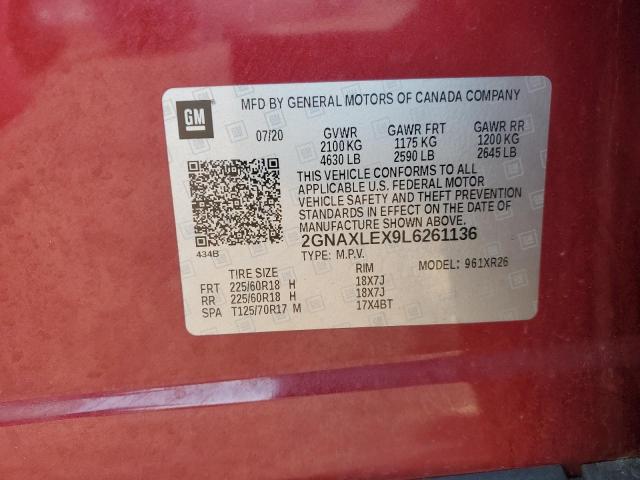 GM
MFD BY GENERAL MOTORS OF CANADA COMPANY
07/20 GVWR GAWR FRT GAWR RR
2100 KG 1175 KG 1200 KG
4630 LB 2590 LB 2645 LB
THIS VEHICLE CONFORMS TO ALL
APPLICABLE U.S. FEDERAL MOTOR
VEHICLE SAFETY AND THEFT PREVENTION
STANDARDS IN EFFECT ON THE DATE OF
MANUFACTURE SHOWN ABOVE.
2GNAXLEX9L6261136
434B TYPE: M.P.V. MODEL: 961XR26
TIRE SIZE RIM
FRT 225/60R18 H 18X7J
RR 225/60R18 H 18X7J
SPA T125/70R17 M 17X4BT